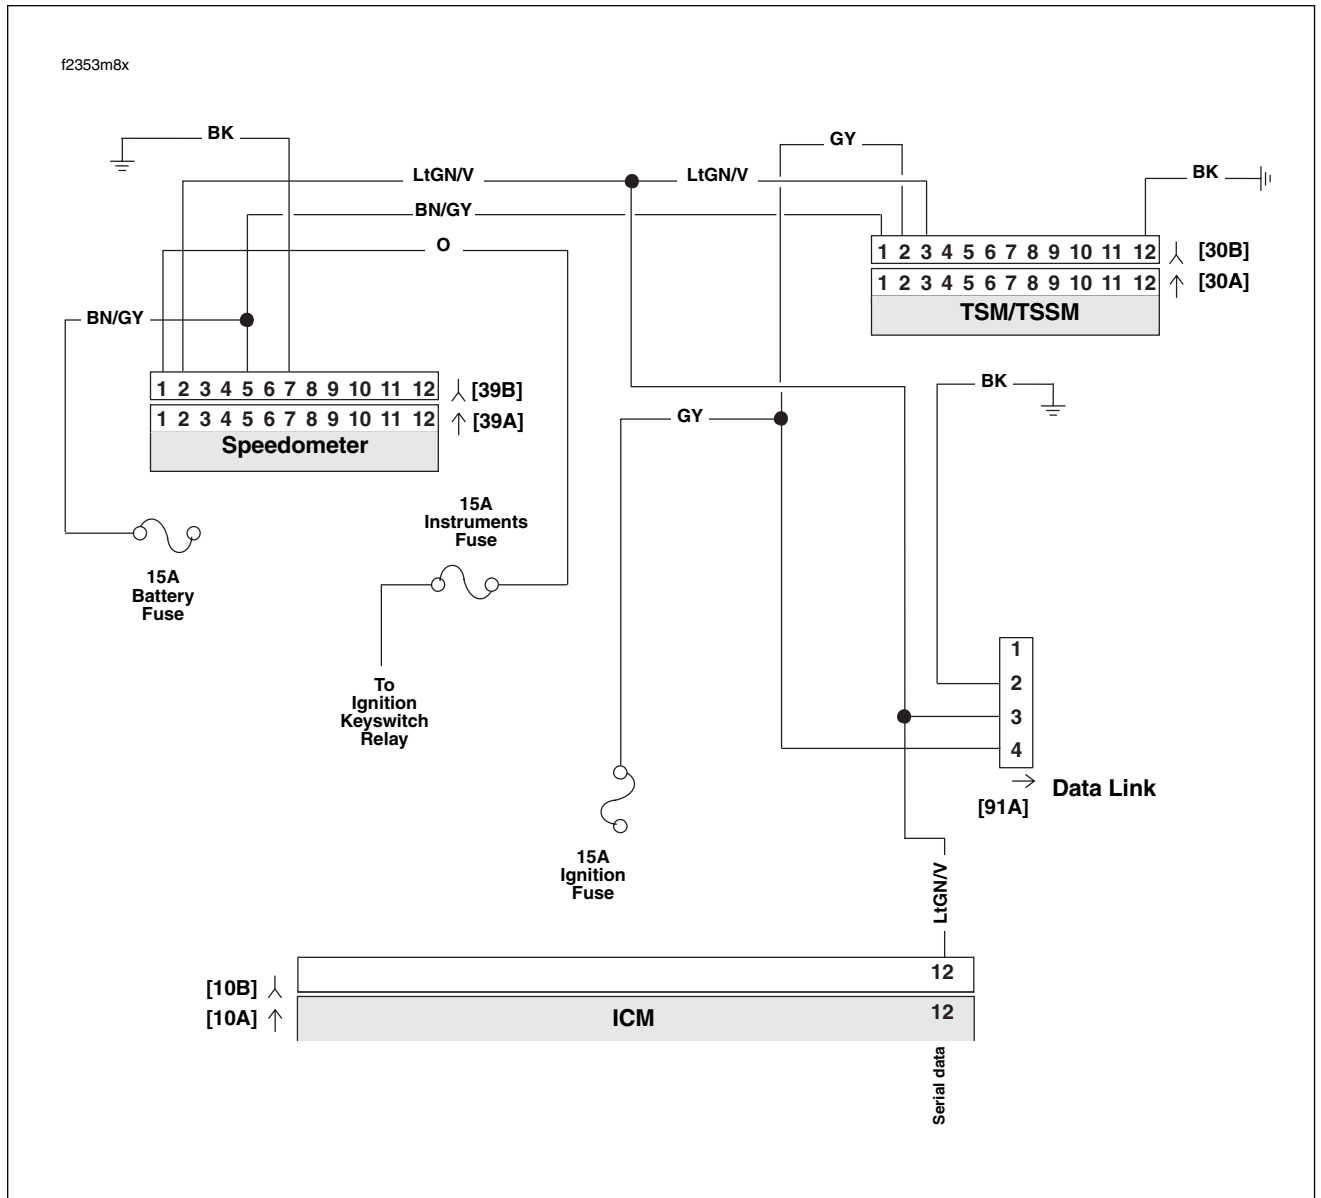 f2353m8x
BK
GY
LtGN/V
LtGN/V
BK
BN/GY
O
1 2 3 4 5 6 7 8 9 10 11 12 [30B]
1 2 3 4 5 6 7 8 9 10 11 12 [30A]
TSM/TSSM
BN/GY
1 2 3 4 5 6 7 8 9 10 11 12 [39B]
1 2 3 4 5 6 7 8 9 10 11 12 [39A]
Speedometer
BK
GY
15A
Instruments
Fuse
15A
Battery
Fuse
To
Ignition
Keyswitch
Relay
1
2
3
4
Data Link
[91A]
15A
Ignition
Fuse
LtGN/V
[10B]
12
[10A]
ICM
12
Serial data